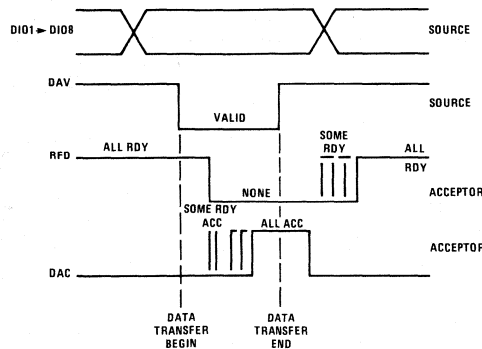 DIO1 ► DIO8
SOURCE
DAV
SOURCE
VALID
SOME
RDY
ALL
RDY
RFD
ALL RDY
NONE
ACCEPTOR
SOME RDY
ACC
ALL ACC
ACCEPTOR
DAC
DATA
TRANSFER
BEGIN
DATA
TRANSFER
END